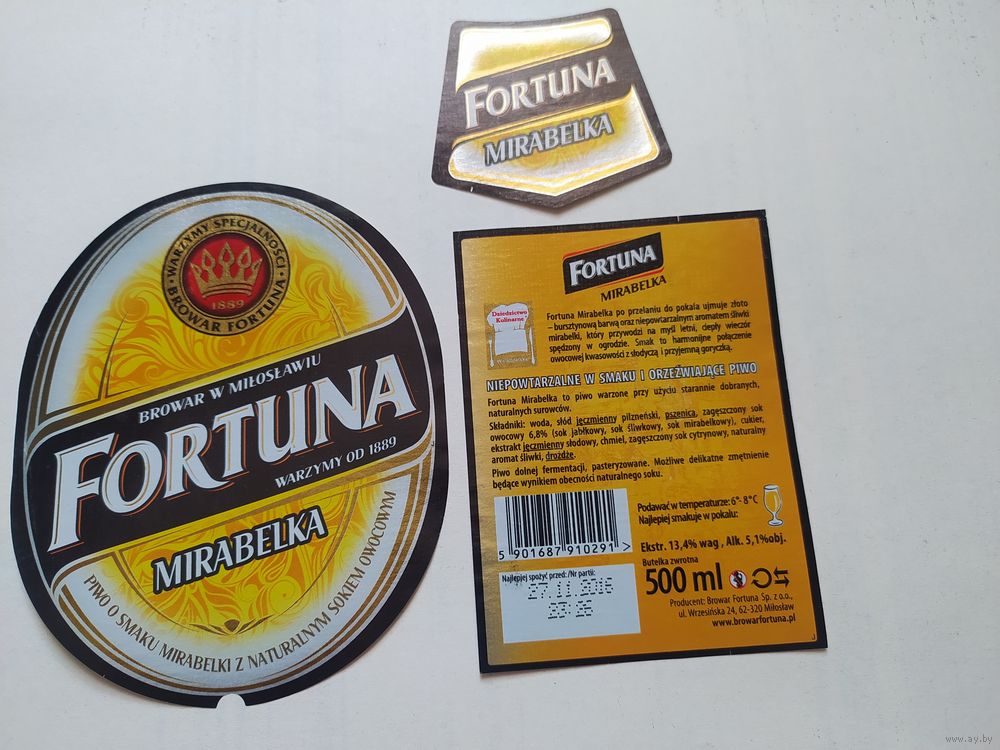 FORTUNA
MIRABELKA
WARZYMY SPECJALNOŚCI
BROWAR FORTUNA
1889
BROWAR W MIŁOSŁAWIU
FORTUNA
WARZYMY OD 1889
MIRABELKA
PIWO O SMAKU MIRABELKI Z NATURALNYM SOKIEM OWOCOWYM
FORTUNA
MIRABELKA
Dziedzictwo
Kulinarne
Fortuna Mirabelka po przelaniu do pokala ujmuje złoto
– bursztynową barwą oraz niepowtarzalnym aromatem śliwki
mirabelki, który przywodzi na myśl letni, ciepły wieczór
spędzony w ogrodzie. Smak to harmonijne połączenie
owocowej kwasowości z słodyczą i przyjemną goryczką.
NIEPOWTARZALNE W SMAKU I ORZEŹWIAJĄCE PIWO
Fortuna Mirabelka to piwo warzone przy użyciu starannie dobranych,
naturalnych surowców.
Składniki: woda, słód jęczmienny pilzneński, pszenica, zagęszczony sok
owocowy 6,8% (sok jabłkowy, sok śliwkowy, sok mirabelkowy), cukier,
ekstrakt jęczmienny słodowy, chmiel, zagęszczony sok cytrynowy, naturalny
aromat śliwki, drożdże.
Piwo dolnej fermentacji, pasteryzowane. Możliwe delikatne zmętnienie
będące wynikiem obecności naturalnego soku.
5 901687 910291 >
Podawać w temperaturze: 6°- 8°C
Najlepiej smakuje w pokalu:
Ekstr. 13,4% wag , Alk. 5,1%obj.
Butelka zwrotna
500 ml
Najlepiej spożyć przed: /Nr partii:
27.11.2016
Producent: Browar Fortuna Sp. z o.o.,
ul. Wrzesińska 24, 62-320 Miłosław
www.browarfortuna.pl
www.ay.by